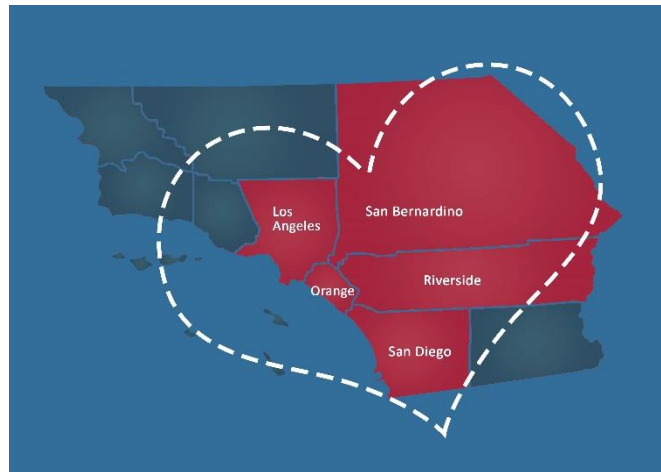 Los
Angeles
San Bernardino
Orange
Riverside
San Diego